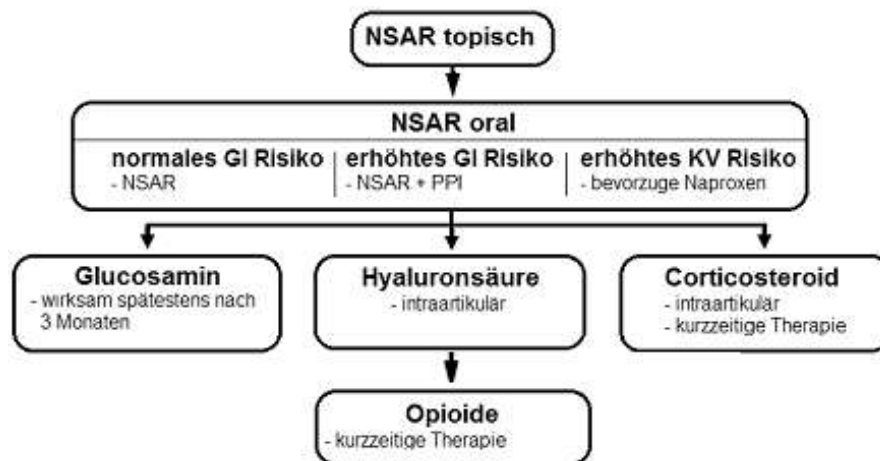 NSAR topisch
NSAR oral
normales GI Risiko
- NSAR
erhöhtes GI Risiko
- NSAR + PPI
erhöhtes KV Risiko
- bevorzuge Naproxen
Glucosamin
- wirksam spätestens nach
3 Monaten
Hyaluronsäure
- intraartikulär
Corticosteroid
- intraartikulär
- kurzzeitige Therapie
Opioide
- kurzzeitige Therapie